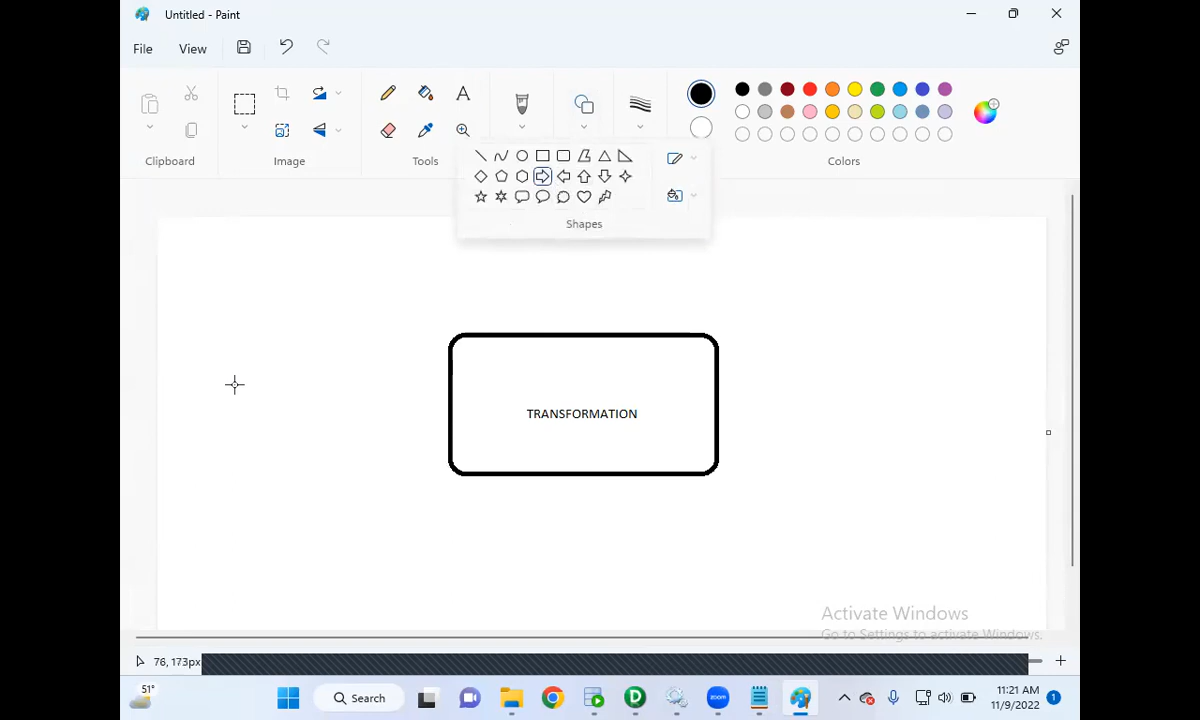 Untitled - Paint
File View
Clipboard Image Tools Colors
Shapes
TRANSFORMATION
Activate Windows
Go to Settings to activate Windows.
76, 173px
51°
Search
11:21 AM
11/9/2022
1